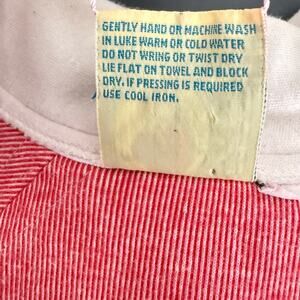 GENTLY HAND OR MACHINE WASH
IN LUKE WARM OR COLD WATER
DO NOT WRING OR TWIST DRY
LIE FLAT ON TOWEL AND BLOCK
DRY. IF PRESSING IS REQUIRED
USE COOL IRON.